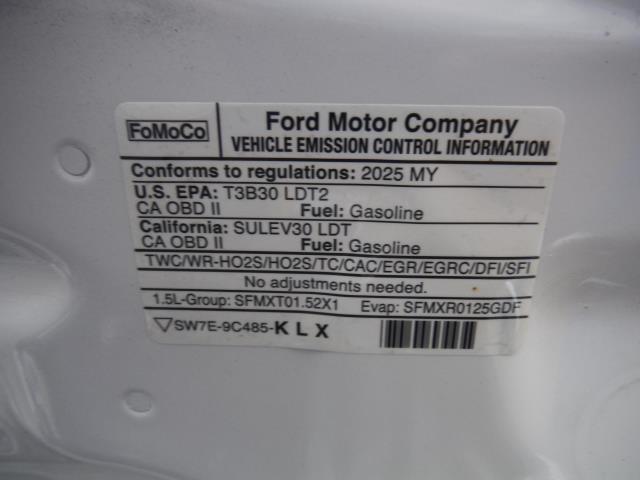 FoMoCo
Ford Motor Company
VEHICLE EMISSION CONTROL INFORMATION
Conforms to regulations: 2025 MY
U.S. EPA: T3B30 LDT2
CA OBD II Fuel: Gasoline
California: SULEV30 LDT
CA OBD II Fuel: Gasoline
TWC/WR-HO2S/HO2S/TC/CAC/EGR/EGRC/DFI/SFI
No adjustments needed.
1.5L-Group: SFMXT01.52X1 Evap: SFMXR0125GDF
SW7E-9C485-KLX